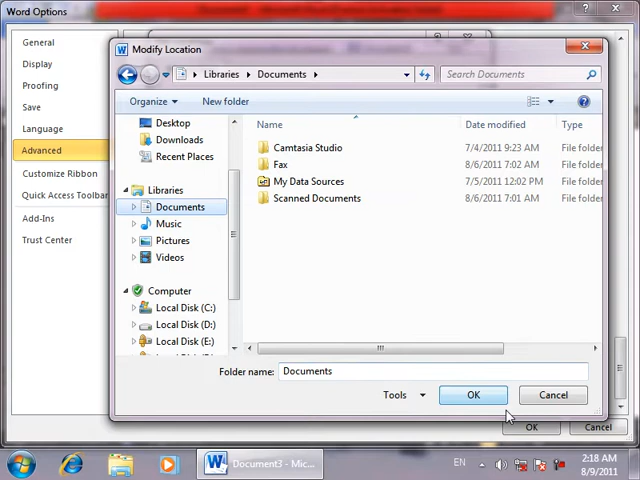 Word Options
General
Display
Proofing
Save
Language
Advanced
Customize Ribbon
Quick Access Toolbar
Add-Ins
Trust Center
Modify Location
Libraries
Documents
Search Documents
Organize
New folder
Desktop
Downloads
Recent Places
Libraries
Documents
Music
Pictures
Videos
Computer
Local Disk (C:)
Local Disk (D:)
Local Disk (E:)
Name Date modified Type
Camtasia Studio 7/4/2011 9:23 AM File folder
Fax 8/6/2011 7:02 AM File folder
My Data Sources 7/5/2011 12:02 PM File folder
Scanned Documents 8/6/2011 7:01 AM File folder
Folder name: Documents
Tools OK Cancel
OK Cancel
Document3 - Mic...
EN
2:18 AM
8/9/2011